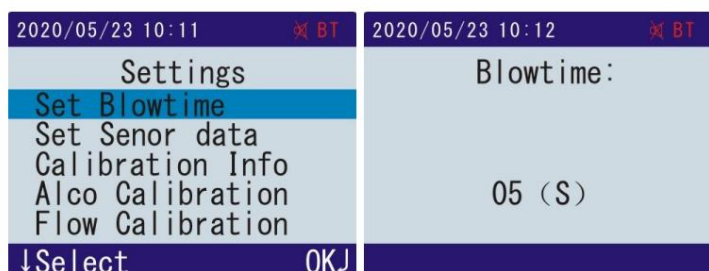 2020/05/23 10:11 BT
Settings
Set Blowtime
Set Senor data
Calibration Info
Alco Calibration
Flow Calibration
↓Select OK┘
2020/05/23 10:12 BT
Blowtime:
05 (S)